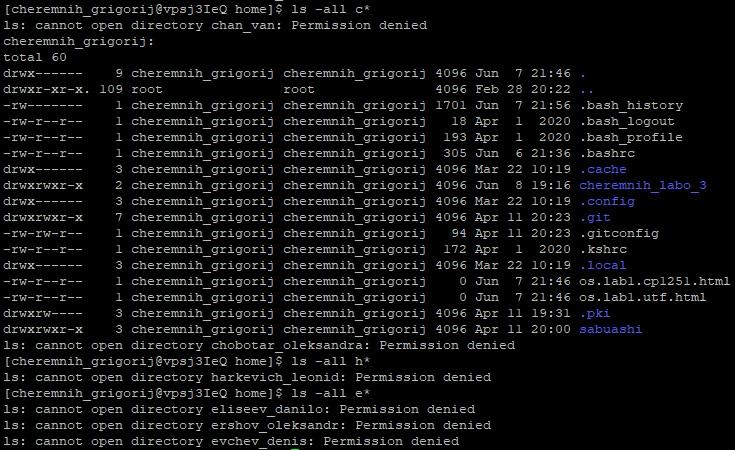 [cheremnih_grigorij@vpsj3IeQ home]$ ls -all c*
ls: cannot open directory chan_van: Permission denied
cheremnih_grigorij:
total 60
drwx------   9 cheremnih_grigorij cheremnih_grigorij 4096 Jun  7 21:46 .
drwxr-xr-x. 109 root               root               4096 Feb 28 20:22 ..
-rw-------   1 cheremnih_grigorij cheremnih_grigorij 1701 Jun  7 21:56 .bash_history
-rw-r--r--   1 cheremnih_grigorij cheremnih_grigorij   18 Apr  1  2020 .bash_logout
-rw-r--r--   1 cheremnih_grigorij cheremnih_grigorij  193 Apr  1  2020 .bash_profile
-rw-r--r--   1 cheremnih_grigorij cheremnih_grigorij  305 Jun  6 21:36 .bashrc
drwx------   3 cheremnih_grigorij cheremnih_grigorij 4096 Mar 22 10:19 .cache
drwxrwxr-x   2 cheremnih_grigorij cheremnih_grigorij 4096 Jun  8 19:16 cheremnih_labo_3
drwx------   3 cheremnih_grigorij cheremnih_grigorij 4096 Mar 22 10:19 .config
drwxrwxr-x   7 cheremnih_grigorij cheremnih_grigorij 4096 Apr 11 20:23 .git
-rw-rw-r--   1 cheremnih_grigorij cheremnih_grigorij   94 Apr 11 20:23 .gitconfig
-rw-r--r--   1 cheremnih_grigorij cheremnih_grigorij  172 Apr  1  2020 .kshrc
drwx------   3 cheremnih_grigorij cheremnih_grigorij 4096 Mar 22 10:19 .local
-rw-r--r--   1 cheremnih_grigorij cheremnih_grigorij    0 Jun  7 21:46 os.lab1.cp1251.html
-rw-r--r--   1 cheremnih_grigorij cheremnih_grigorij    0 Jun  7 21:46 os.lab1.utf.html
drwxrw----   3 cheremnih_grigorij cheremnih_grigorij 4096 Apr 11 19:31 .pki
drwxrwxr-x   3 cheremnih_grigorij cheremnih_grigorij 4096 Apr 11 20:00 sabuashi
ls: cannot open directory chobotar_oleksandra: Permission denied
[cheremnih_grigorij@vpsj3IeQ home]$ ls -all h*
ls: cannot open directory harkevich_leonid: Permission denied
[cheremnih_grigorij@vpsj3IeQ home]$ ls -all e*
ls: cannot open directory eliseev_danilo: Permission denied
ls: cannot open directory ershov_oleksandr: Permission denied
ls: cannot open directory evchev_denis: Permission denied